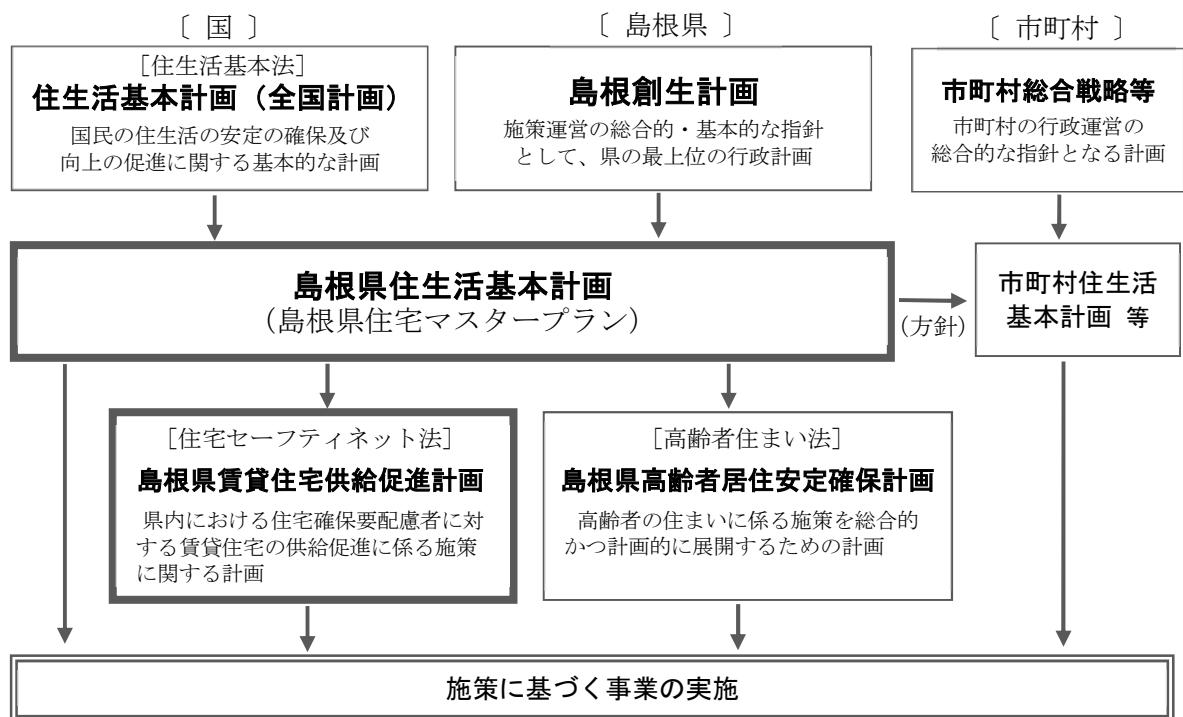 〔 国 〕
〔 島根県 〕
〔 市町村 〕
[住生活基本法]
住生活基本計画（全国計画）
国民の住生活の安定の確保及び
向上の促進に関する基本的な計画
島根創生計画
施策運営の総合的・基本的な指針
として、県の最上位の行政計画
市町村総合戦略等
市町村の行政運営の
総合的な指針となる計画
島根県住生活基本計画
（島根県住宅マスタープラン）
(方針)
市町村住生活
基本計画 等
[住宅セーフティネット法]
島根県賃貸住宅供給促進計画
県内における住宅確保要配慮者に対
する賃貸住宅の供給促進に係る施策
に関する計画
[高齢者住まい法]
島根県高齢者居住安定確保計画
高齢者の住まいに係る施策を総合的
かつ計画的に展開するための計画
施策に基づく事業の実施